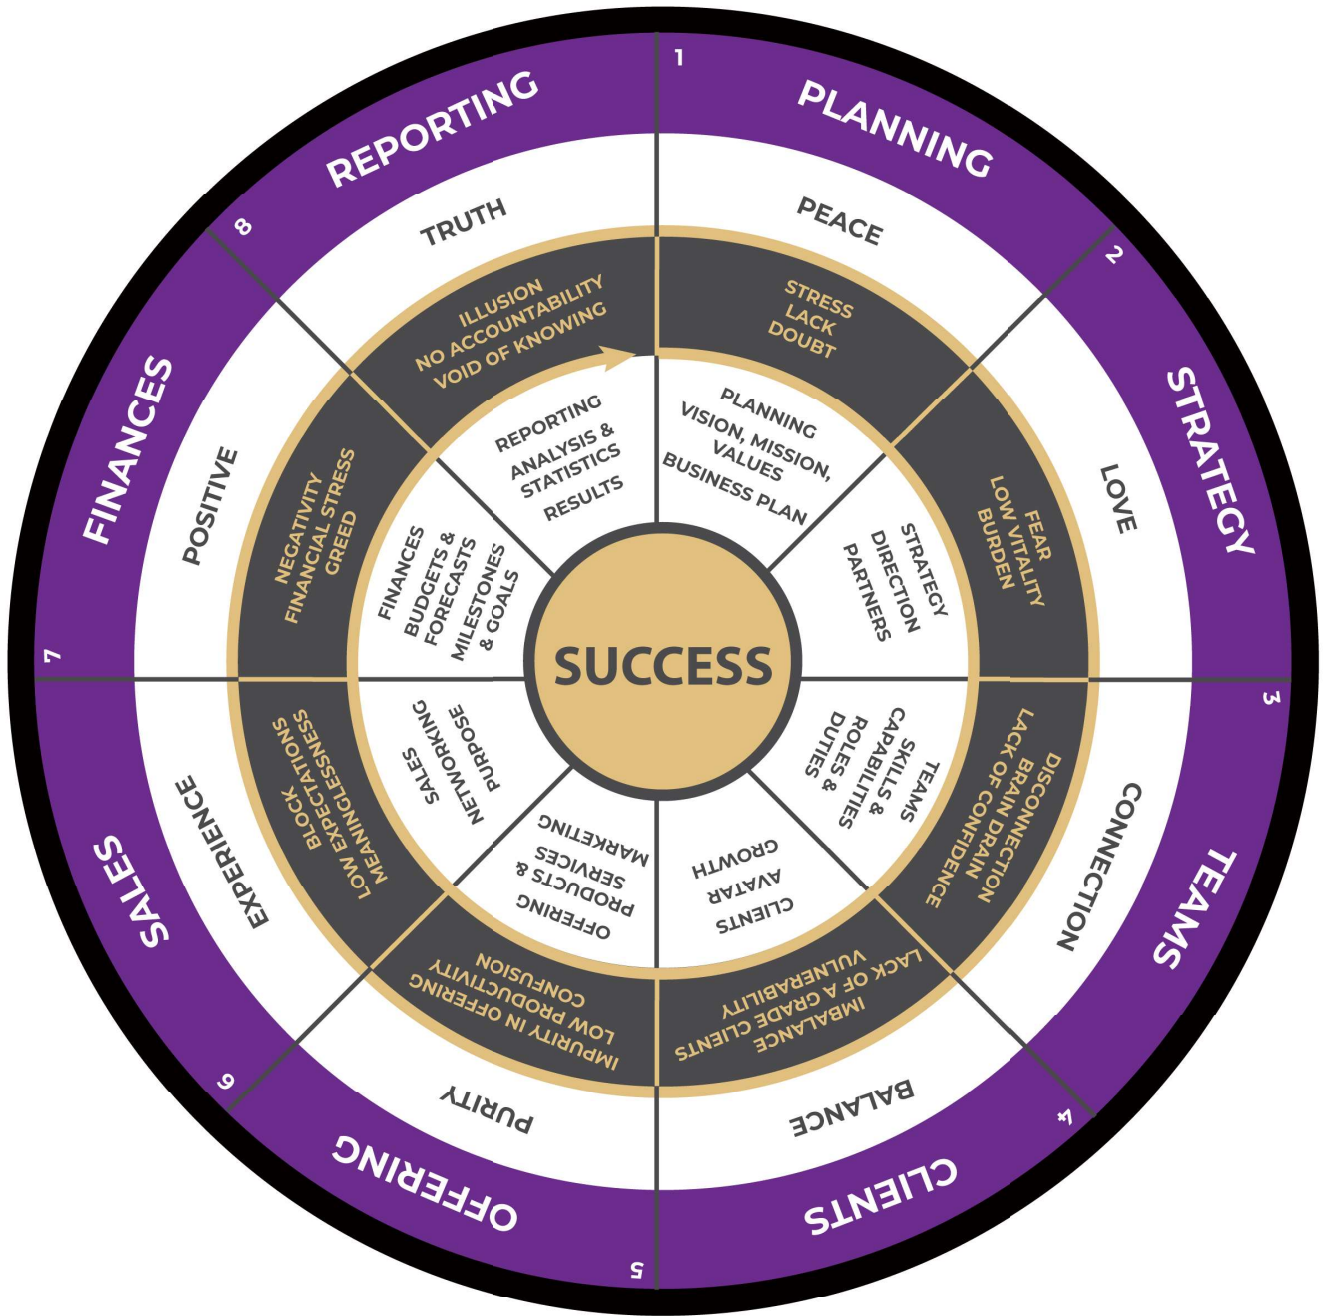 1
PLANNING
PEACE
STRESS
LACK
DOUBT
PLANNING
VISION, MISSION,
VALUES
BUSINESS PLAN
2
STRATEGY
LOVE
FEAR
LOW VITALITY
BURDEN
STRATEGY
DIRECTION
PARTNERS
3
TEAMS
CONNECTION
DISCONNECTION
BRAIN DRAIN
LACK OF CONFIDENCE
TEAMS
SKILLS &
CAPABILITIES
ROLES &
DUTIES
4
CLIENTS
BALANCE
IMBALANCE
LACK OF A GRADE CLIENTS
VULNERABILITY
CLIENTS
AVATAR
GROWTH
5
OFFERING
PURITY
IMPURITY IN OFFERING
LOW PRODUCTIVITY
CONFUSION
OFFERING
PRODUCTS &
SERVICES
MARKETING
6
SALES
EXPERIENCE
BLOCK
LOW EXPECTATIONS
MEANINGLESSNESS
SALES
NETWORKING
PURPOSE
7
FINANCES
POSITIVE
NEGATIVITY
FINANCIAL STRESS
GREED
FINANCES
BUDGETS &
FORECASTS
MILESTONES
& GOALS
8
REPORTING
TRUTH
ILLUSION
NO ACCOUNTABILITY
VOID OF KNOWING
REPORTING
ANALYSIS &
STATISTICS
RESULTS
SUCCESS